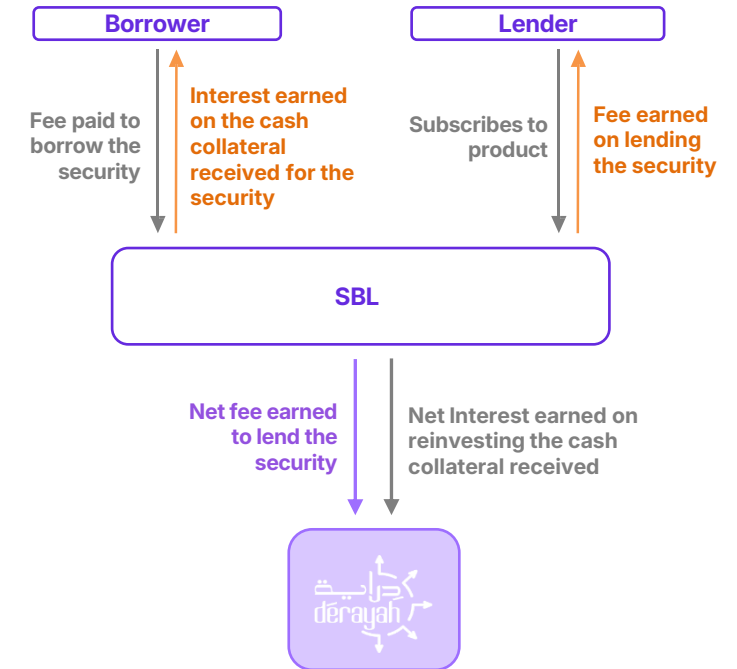 Borrower
Lender
Fee paid to
borrow the
security
Interest earned
on the cash
collateral
received for the
security
Subscribes to
product
Fee earned
on lending
the security
SBL
Net fee earned
to lend the
security
Net Interest earned on
reinvesting the cash
collateral received
دراية
derayah